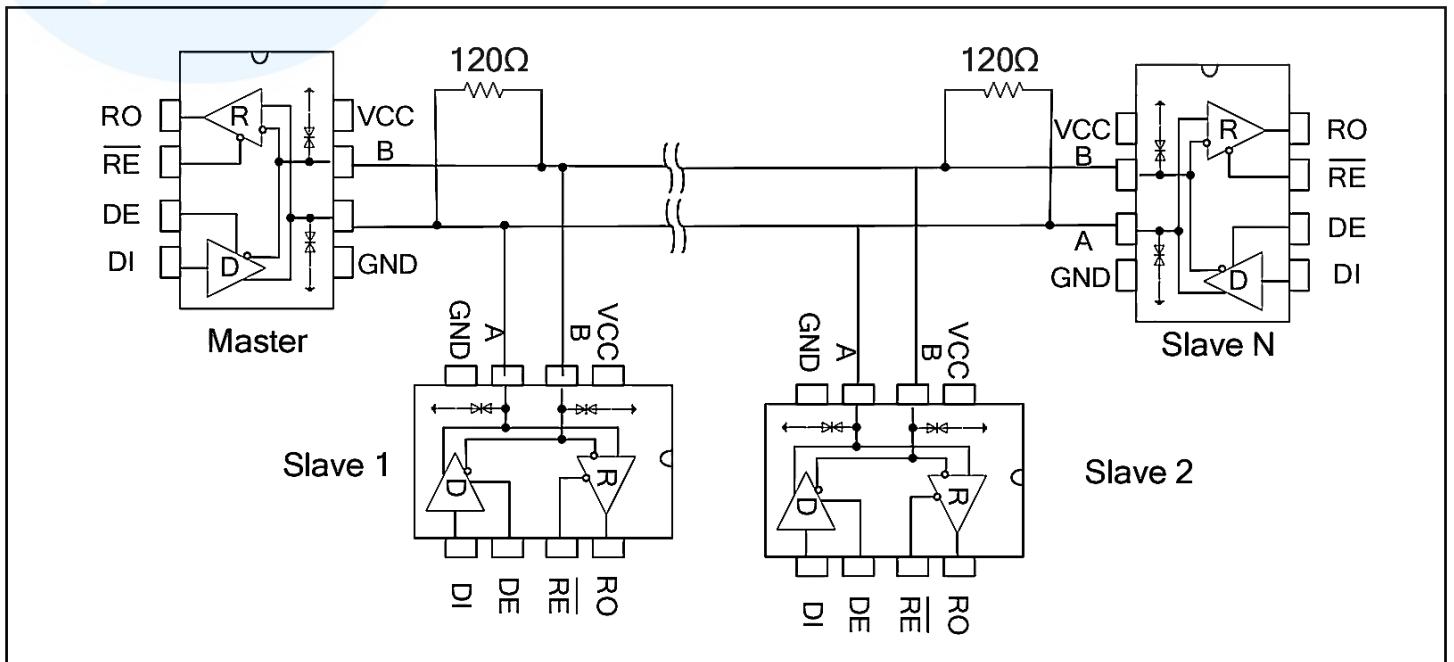 120Ω
120Ω
RO
R
VCC
B
RE
DE
DI
D
GND
Master
VCC
B
A
GND
R
D
RO
RE
DE
DI
Slave N
GND
A
B
VCC
D
R
Slave 1
DI
DE
RE
RO
GND
A
B
VCC
D
R
Slave 2
DI
DE
RE
RO